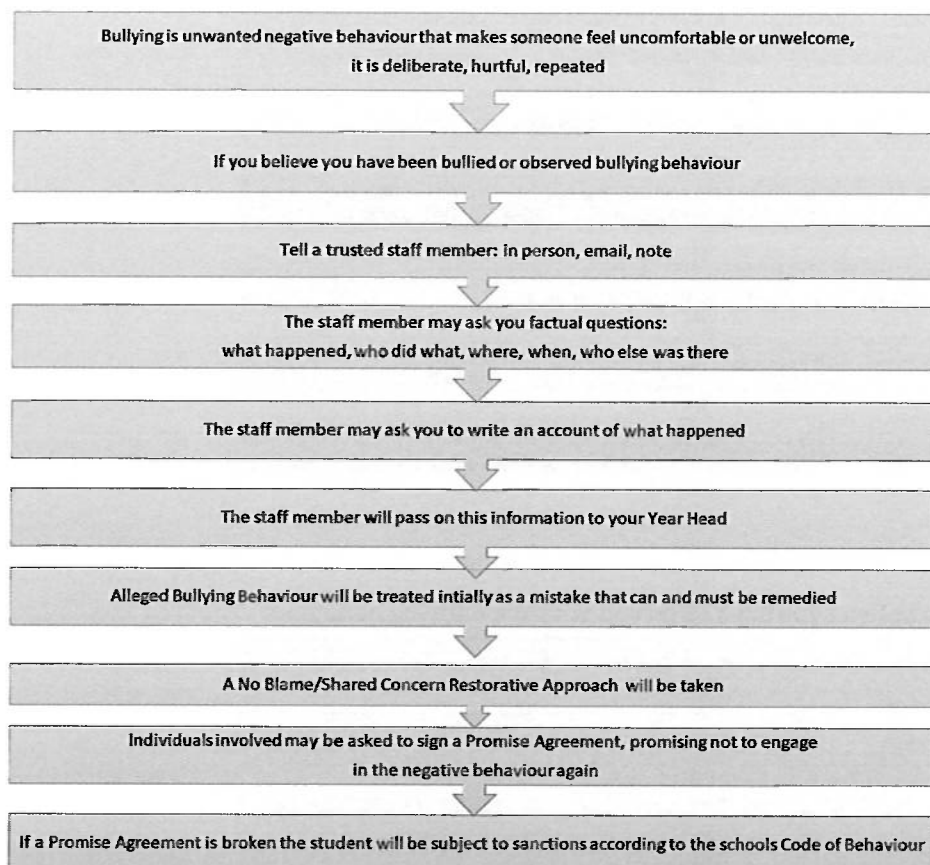 Bullying is unwanted negative behaviour that makes someone feel uncomfortable or unwelcome,
it is deliberate, hurtful, repeated
If you believe you have been bullied or observed bullying behaviour
Tell a trusted staff member: in person, email, note
The staff member may ask you factual questions:
what happened, who did what, where, when, who else was there
The staff member may ask you to write an account of what happened
The staff member will pass on this information to your Year Head
Alleged Bullying Behaviour will be treated intially as a mistake that can and must be remedied
A No Blame/Shared Concern Restorative Approach will be taken
Individuals involved may be asked to sign a Promise Agreement, promising not to engage
in the negative behaviour again
If a Promise Agreement is broken the student will be subject to sanctions according to the schools Code of Behaviour